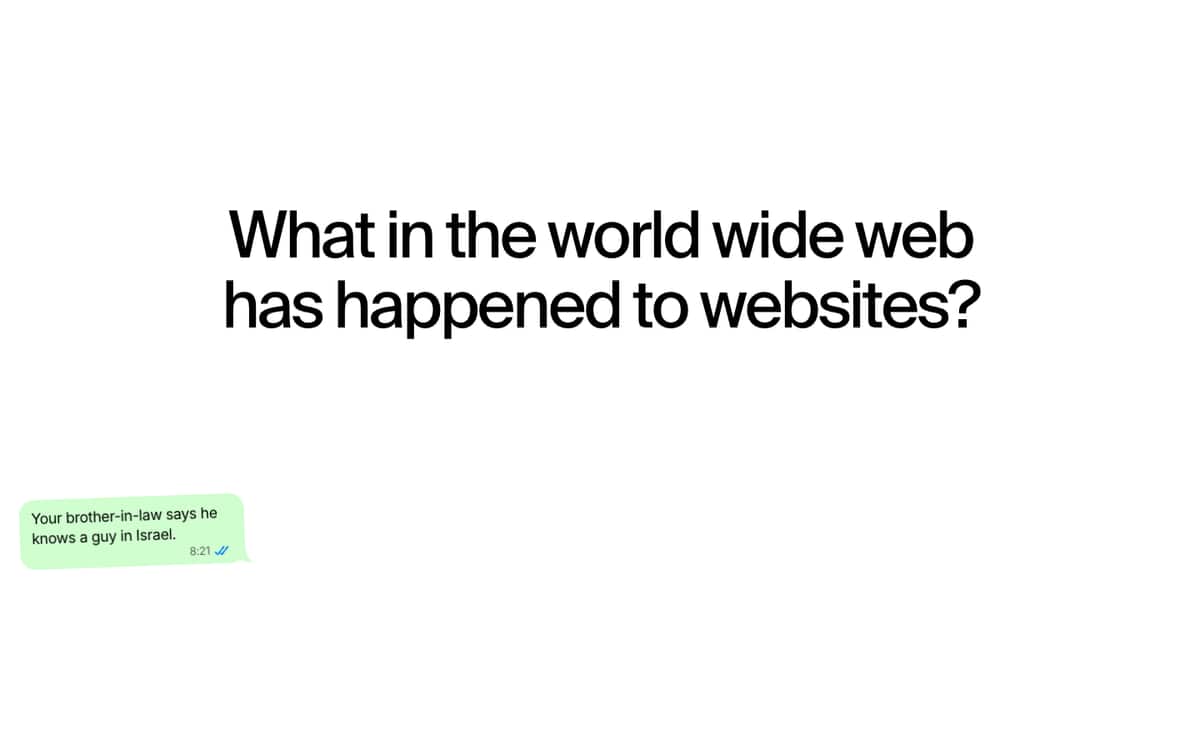 What in the world wide web
has happened to websites?
Your brother-in-law says he
knows a guy in Israel.
8:21